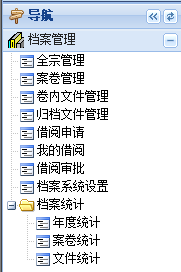 导航
档案管理
全宗管理
案卷管理
卷内文件管理
归档文件管理
借阅申请
我的借阅
借阅审批
档案系统设置
档案统计
年度统计
案卷统计
文件统计